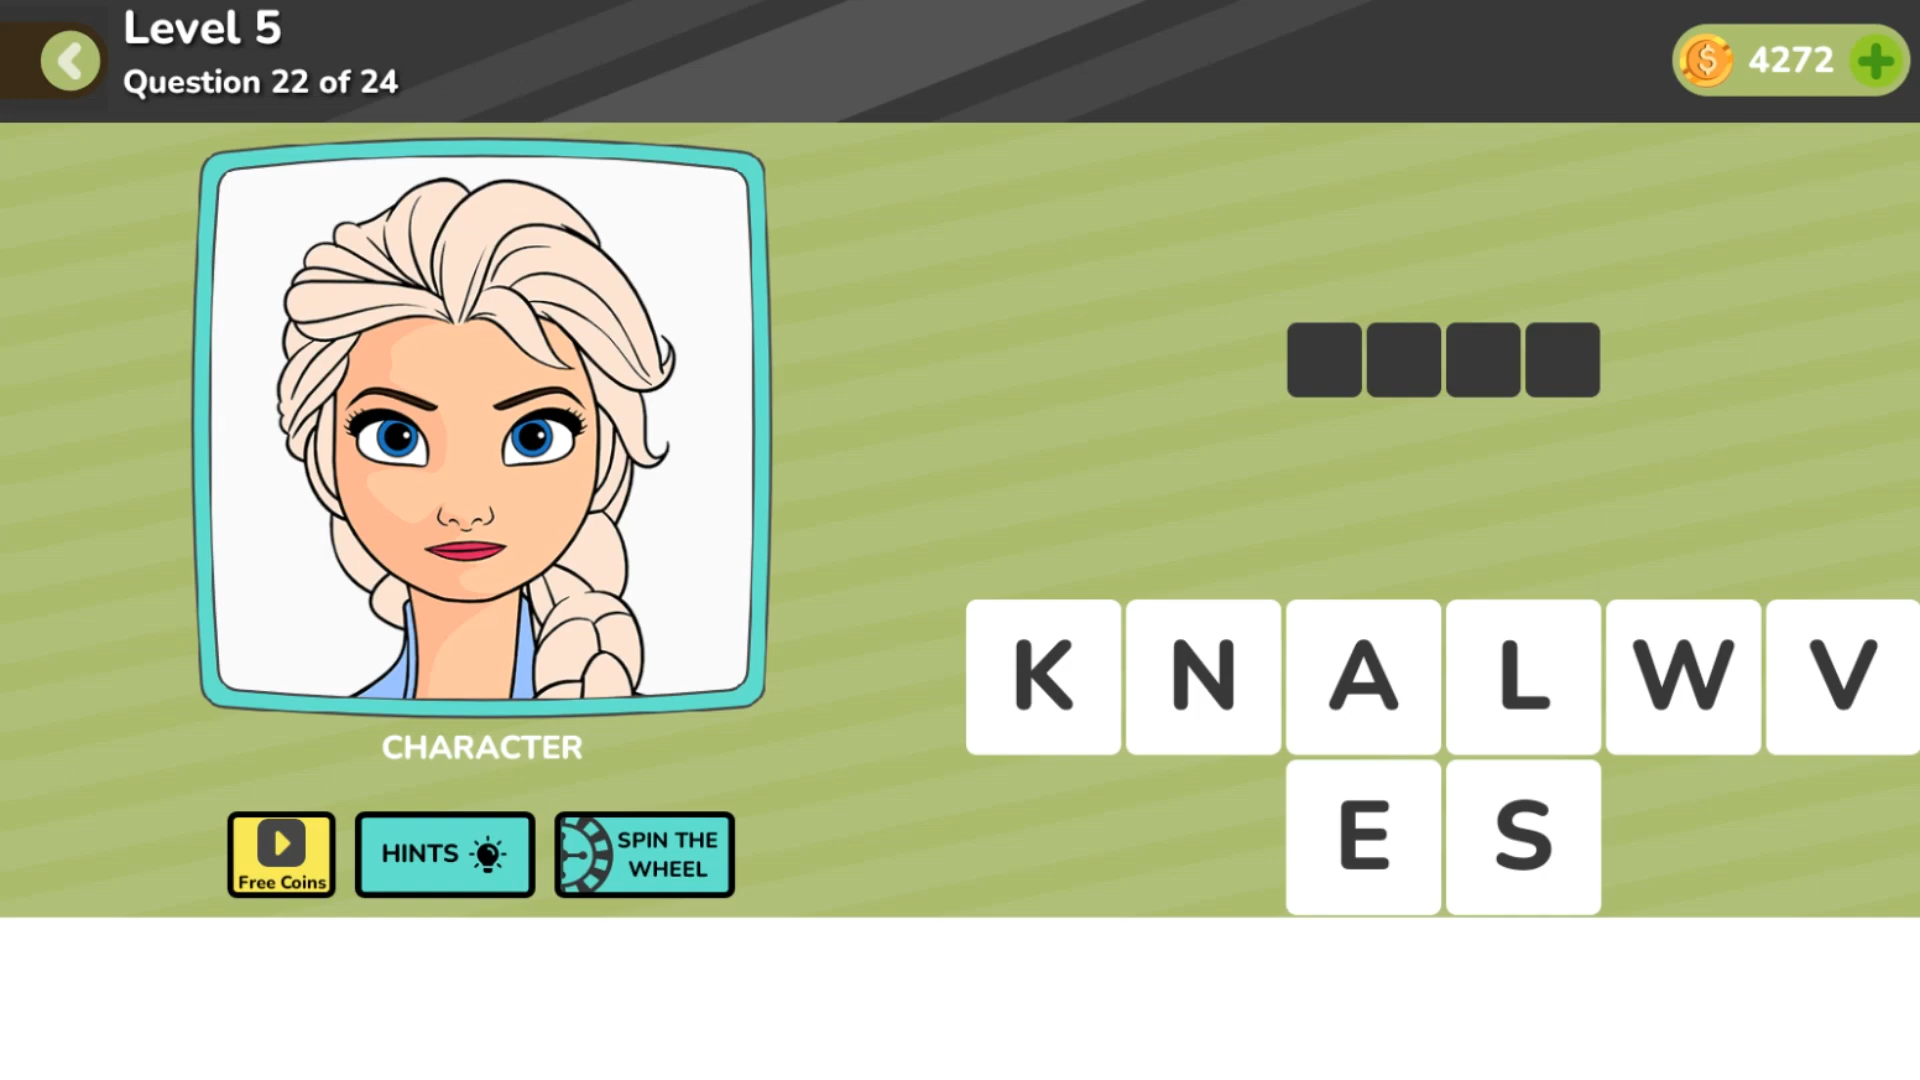 Level 5
Question 22 of 24
4272
CHARACTER
Free Coins
HINTS
SPIN THE
WHEEL
K N A L W V
E S